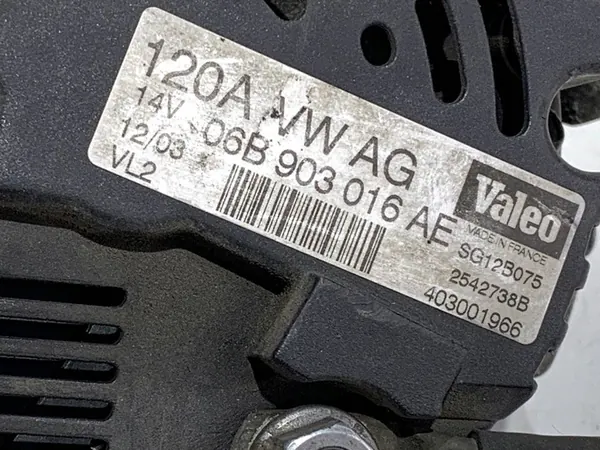 120A VW AG
14V 06B 903 016 AE
12/03
VL2
Valeo
MADE IN FRANCE
SG12B075
2542738B
403001966